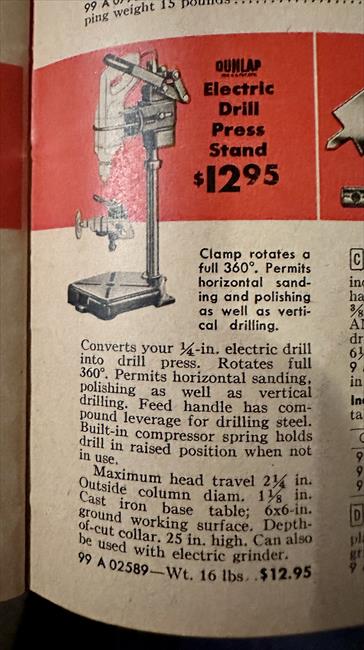 ping weight 15 pounds
DUNLAP
Electric
Drill
Press
Stand
$12.95
Clamp rotates a
full 360°. Permits
horizontal sand-
ing and polishing
as well as verti-
cal drilling.
Converts your ¼-in. electric drill
into drill press. Rotates full
360°. Permits horizontal sanding,
polishing as well as vertical
drilling. Feed handle has com-
pound leverage for drilling steel.
Built-in compressor spring holds
drill in raised position when not
in use.
Maximum head travel 2¼ in.
Outside column diam. 1⅛ in.
Cast iron base table; 6x6-in.
ground working surface. Depth-
of-cut collar. 25 in. high. Can also
be used with electric grinder.
99 A 02589—Wt. 16 lbs..$12.95
C
D